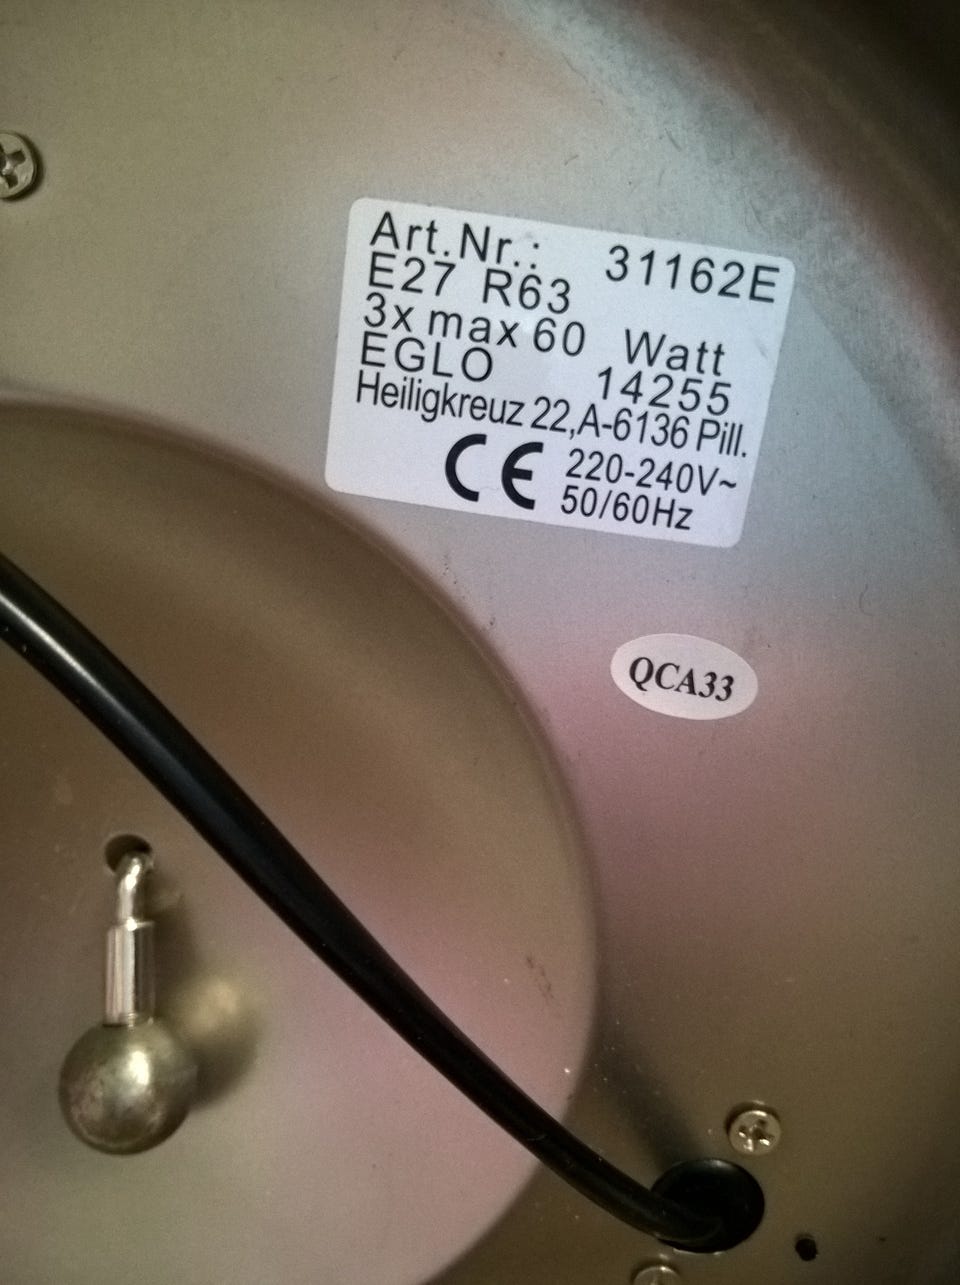 Art.Nr.: 31162E
E27 R63
3x max 60 Watt
EGLO 14255
Heiligkreuz 22,A-6136 Pill.
CE 220-240V~
50/60Hz
QCA33